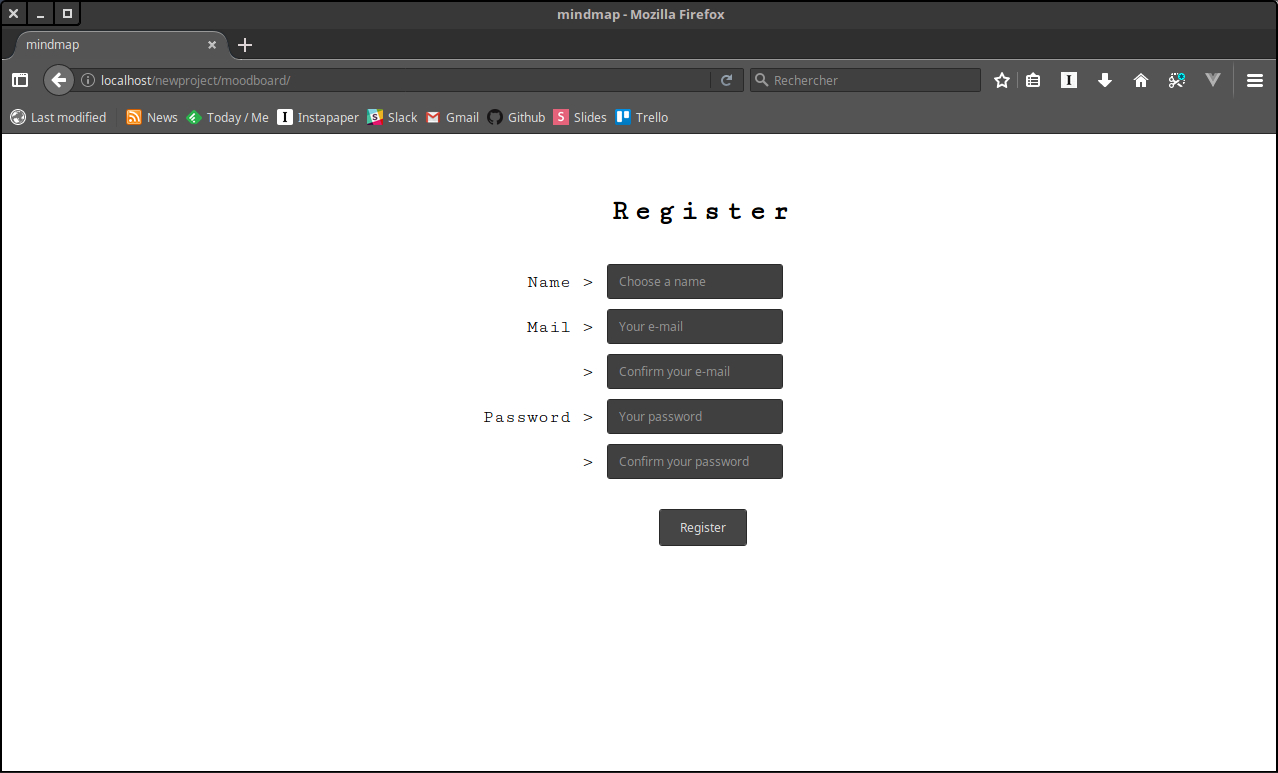 mindmap - Mozilla Firefox
mindmap
localhost/newproject/moodboard/ Rechercher
Last modified News Today / Me Instapaper Slack Gmail Github Slides Trello
Register
Name > Choose a name
Mail > Your e-mail
> Confirm your e-mail
Password > Your password
> Confirm your password
Register